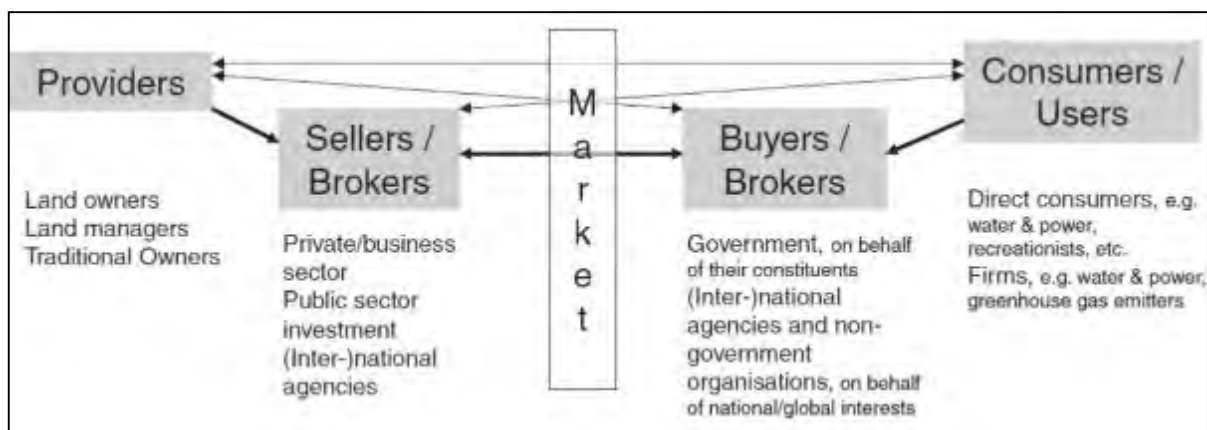 Providers
Land owners
Land managers
Traditional Owners
Sellers /
Brokers
Private/business
sector
Public sector
investment
(Inter-)national
agencies
M
a
r
k
e
t
Buyers /
Brokers
Government, on behalf
of their constituents
(Inter-)national
agencies and non-
government
organisations, on behalf
of national/global interests
Consumers /
Users
Direct consumers, e.g.
water & power,
recreationists, etc.
Firms, e.g. water & power,
greenhouse gas emitters